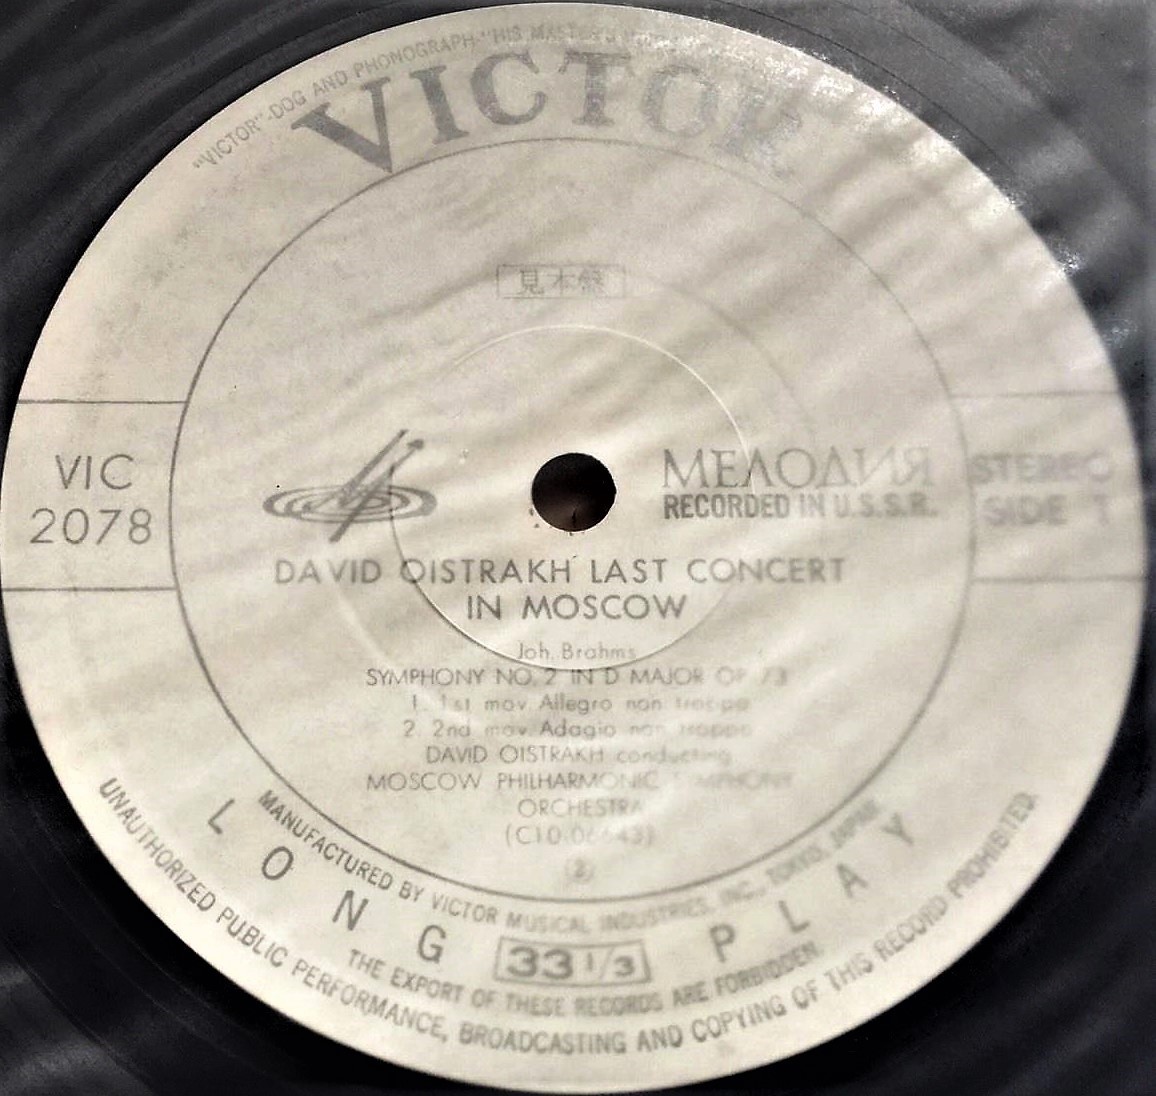 "VICTOR"-DOG AND PHONOGRAPH-"HIS MASTER'S
VICTOR
見本盤
VIC
2078
МЕЛОДИЯ
RECORDED IN U.S.S.R.
STEREO
SIDE 1
DAVID OISTRAKH LAST CONCERT
IN MOSCOW
Joh. Brahms
SYMPHONY NO. 2 IN D MAJOR OP 73
1. 1st mov. Allegro non troppo
2. 2nd mov. Adagio non troppo
DAVID OISTRAKH conducting
MOSCOW PHILHARMONIC SYMPHONY
ORCHESTRA
(C10-06643)
②
MANUFACTURED BY VICTOR MUSICAL INDUSTRIES, INC., TOKYO, JAPAN.
LONG 33 1/3 PLAY
THE EXPORT OF THESE RECORDS ARE FORBIDDEN.
UNAUTHORIZED PUBLIC PERFORMANCE, BROADCASTING AND COPYING OF THIS RECORD PROHIBITED.